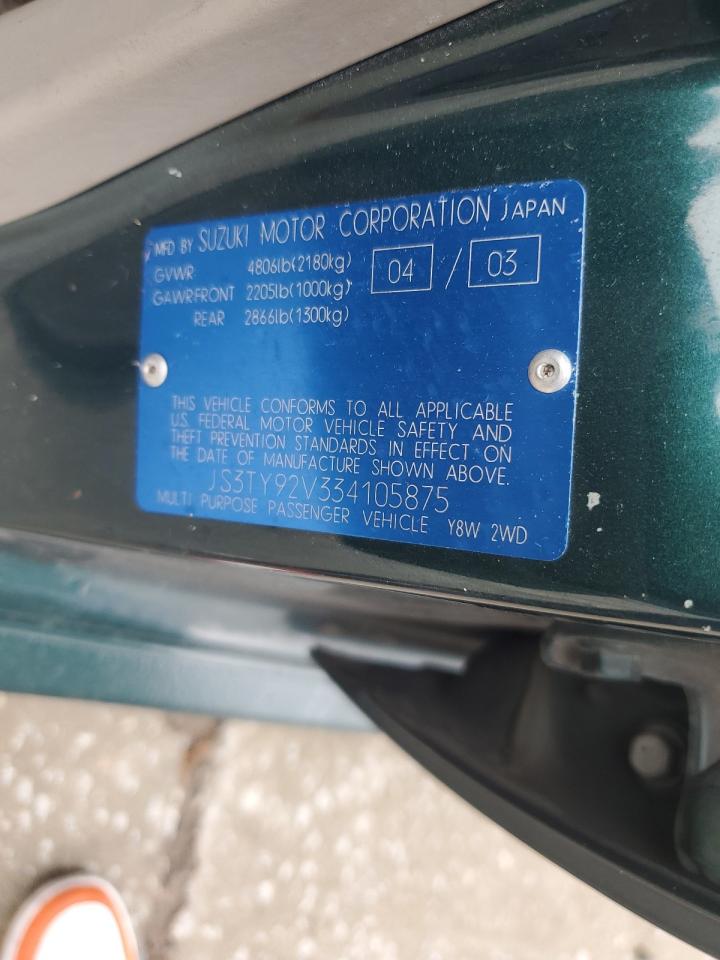 MFD BY SUZUKI MOTOR CORPORATION JAPAN
GVWR 4806lb(2180kg) 04 / 03
GAWRFRONT 2205lb(1000kg)
REAR 2866lb(1300kg)
THIS VEHICLE CONFORMS TO ALL APPLICABLE
U.S. FEDERAL MOTOR VEHICLE SAFETY AND
THEFT PREVENTION STANDARDS IN EFFECT ON
THE DATE OF MANUFACTURE SHOWN ABOVE.
JS3TY92V334105875
MULTI PURPOSE PASSENGER VEHICLE Y8W 2WD